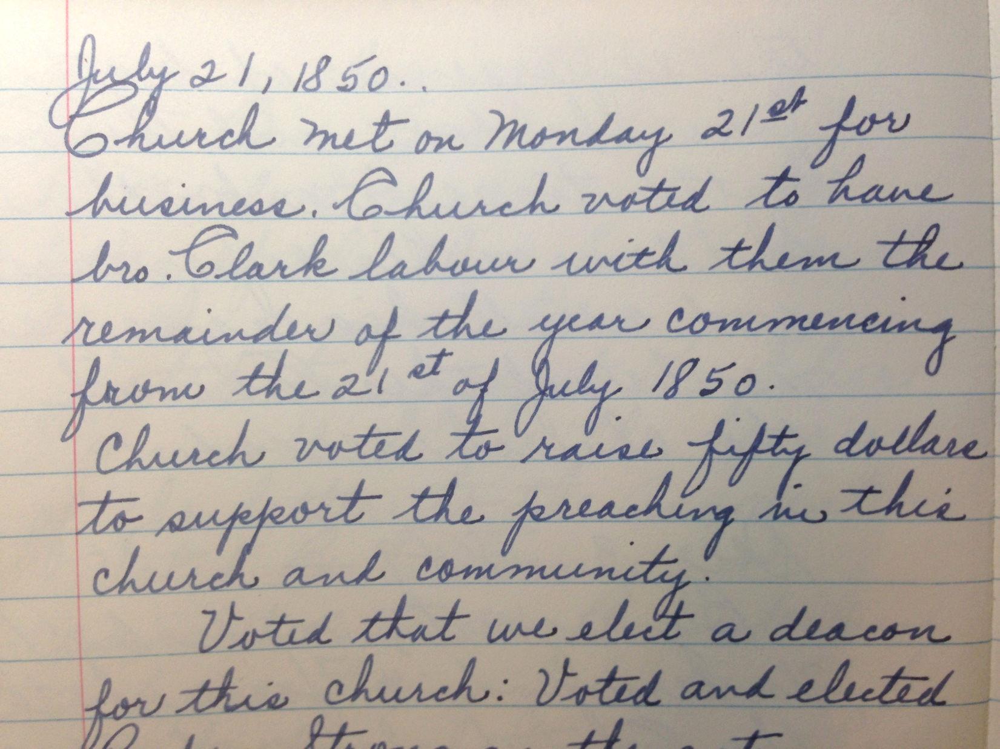 July 21, 1850..
Church met on Monday 21st for
business. Church voted to have
bro. Clark labour with them the
remainder of the year commencing
from the 21st of July 1850.
Church voted to raise fifty dollars
to support the preaching in this
church and community.
Voted that we elect a deacon
for this church: Voted and elected
Strong